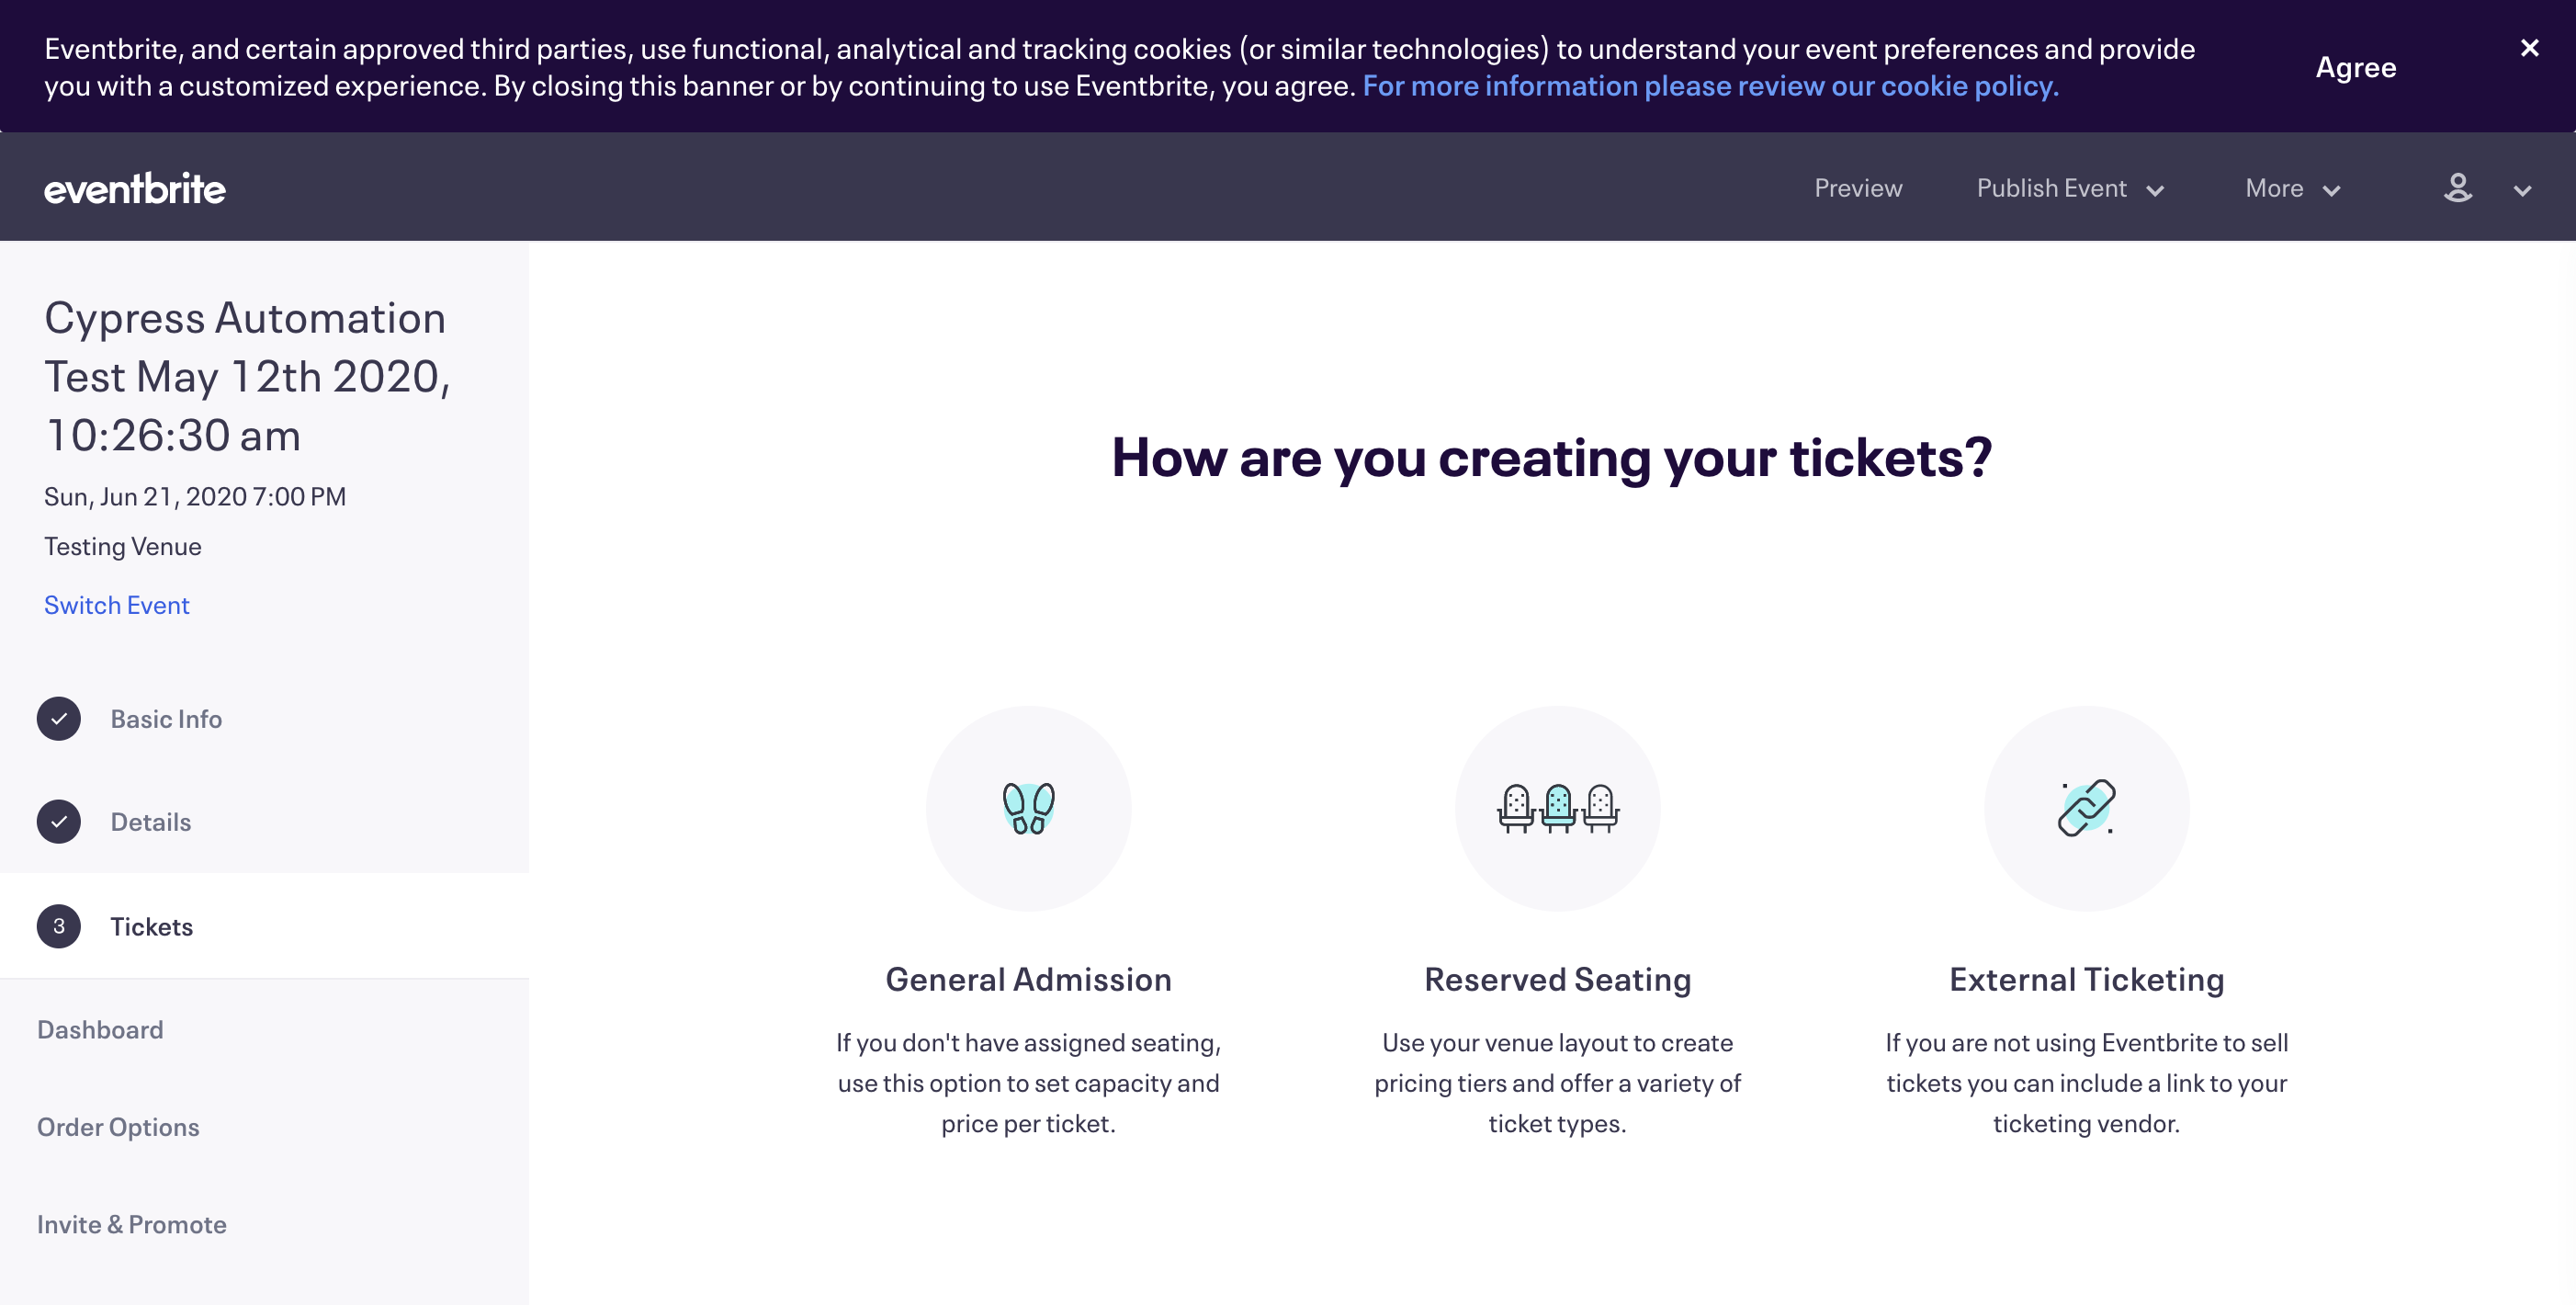 Eventbrite, and certain approved third parties, use functional, analytical and tracking cookies (or similar technologies) to understand your event preferences and provide
you with a customized experience. By closing this banner or by continuing to use Eventbrite, you agree. For more information please review our cookie policy.
Agree
eventbrite
Preview
Publish Event
More
Cypress Automation
Test May 12th 2020,
10:26:30 am
Sun, Jun 21, 2020 7:00 PM
Testing Venue
Switch Event
Basic Info
Details
3 Tickets
Dashboard
Order Options
Invite & Promote
How are you creating your tickets?
General Admission
If you don't have assigned seating,
use this option to set capacity and
price per ticket.
Reserved Seating
Use your venue layout to create
pricing tiers and offer a variety of
ticket types.
External Ticketing
If you are not using Eventbrite to sell
tickets you can include a link to your
ticketing vendor.